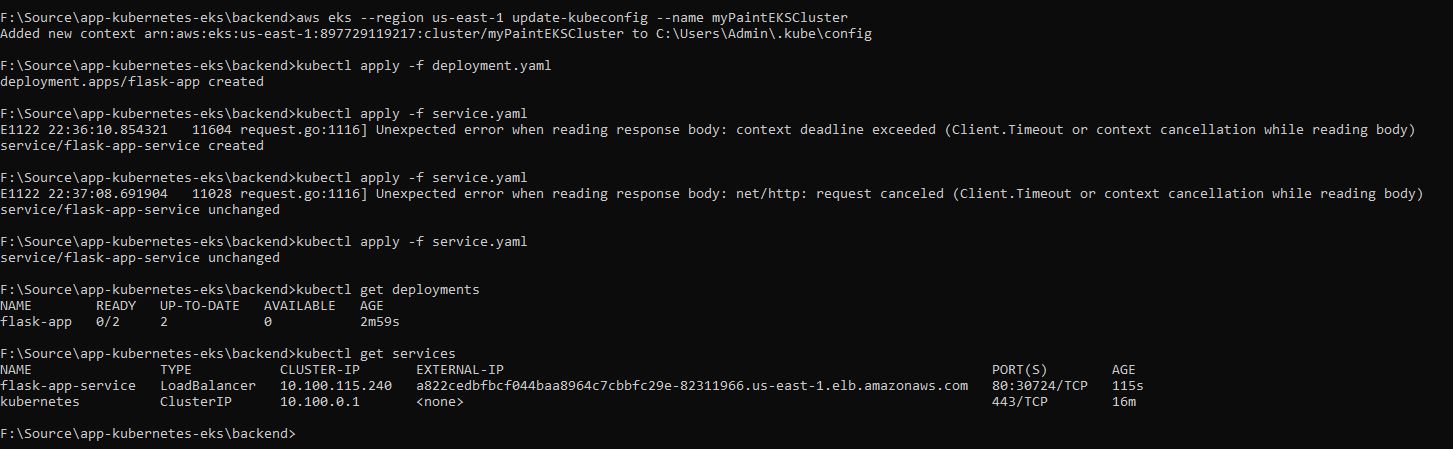 F:\Source\app-kubernetes-eks\backend>aws eks --region us-east-1 update-kubeconfig --name myPaintEKSCluster
Added new context arn:aws:eks:us-east-1:897729119217:cluster/myPaintEKSCluster to C:\Users\Admin\.kube\config
F:\Source\app-kubernetes-eks\backend>kubectl apply -f deployment.yaml
deployment.apps/flask-app created
F:\Source\app-kubernetes-eks\backend>kubectl apply -f service.yaml
E1122 22:36:10.854321   11604 request.go:1116] Unexpected error when reading response body: context deadline exceeded (Client.Timeout or context cancellation while reading body)
service/flask-app-service created
F:\Source\app-kubernetes-eks\backend>kubectl apply -f service.yaml
E1122 22:37:08.691904   11028 request.go:1116] Unexpected error when reading response body: net/http: request canceled (Client.Timeout or context cancellation while reading body)
service/flask-app-service unchanged
F:\Source\app-kubernetes-eks\backend>kubectl apply -f service.yaml
service/flask-app-service unchanged
F:\Source\app-kubernetes-eks\backend>kubectl get deployments
NAME        READY   UP-TO-DATE   AVAILABLE   AGE
flask-app   0/2     2            0           2m59s
F:\Source\app-kubernetes-eks\backend>kubectl get services
NAME                TYPE           CLUSTER-IP       EXTERNAL-IP                                                              PORT(S)        AGE
flask-app-service   LoadBalancer   10.100.115.240   a822cedbfbcf044baa8964c7cbbfc29e-82311966.us-east-1.elb.amazonaws.com   80:30724/TCP   115s
kubernetes          ClusterIP      10.100.0.1       <none>                                                                   443/TCP        16m
F:\Source\app-kubernetes-eks\backend>